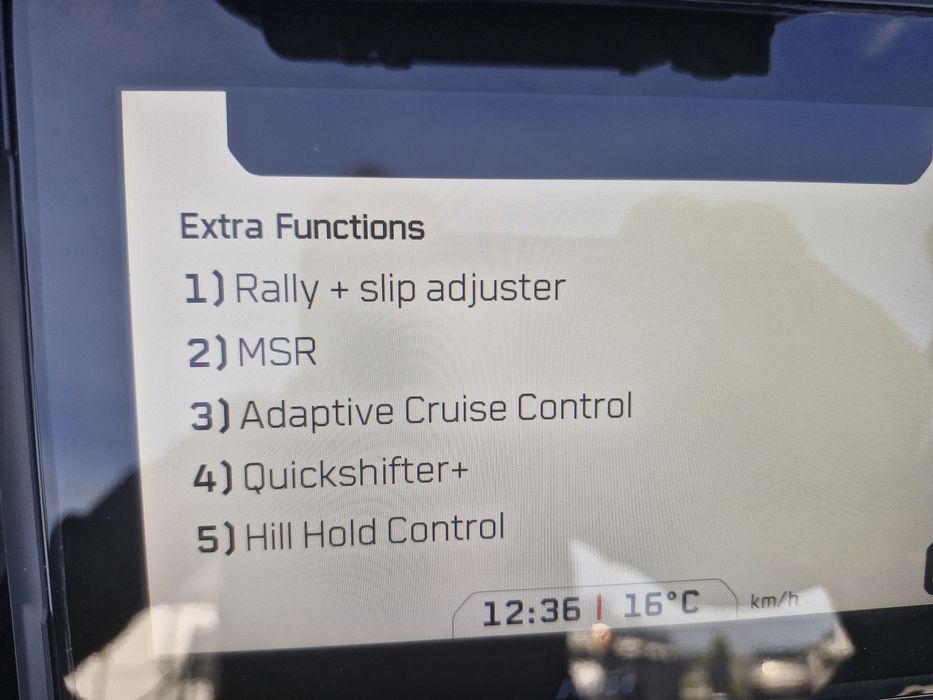 Extra Functions
1) Rally + slip adjuster
2) MSR
3) Adaptive Cruise Control
4) Quickshifter+
5) Hill Hold Control
12:36 | 16°C km/h